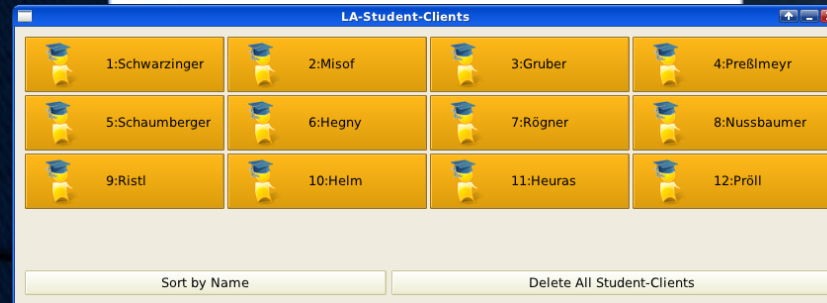 LA-Student-Clients
1:Schwarzinger
2:Misof
3:Gruber
4:Preßlmeyr
5:Schaumberger
6:Hegny
7:Rögner
8:Nussbaumer
9:Ristl
10:Helm
11:Heuras
12:Pröll
Sort by Name
Delete All Student-Clients